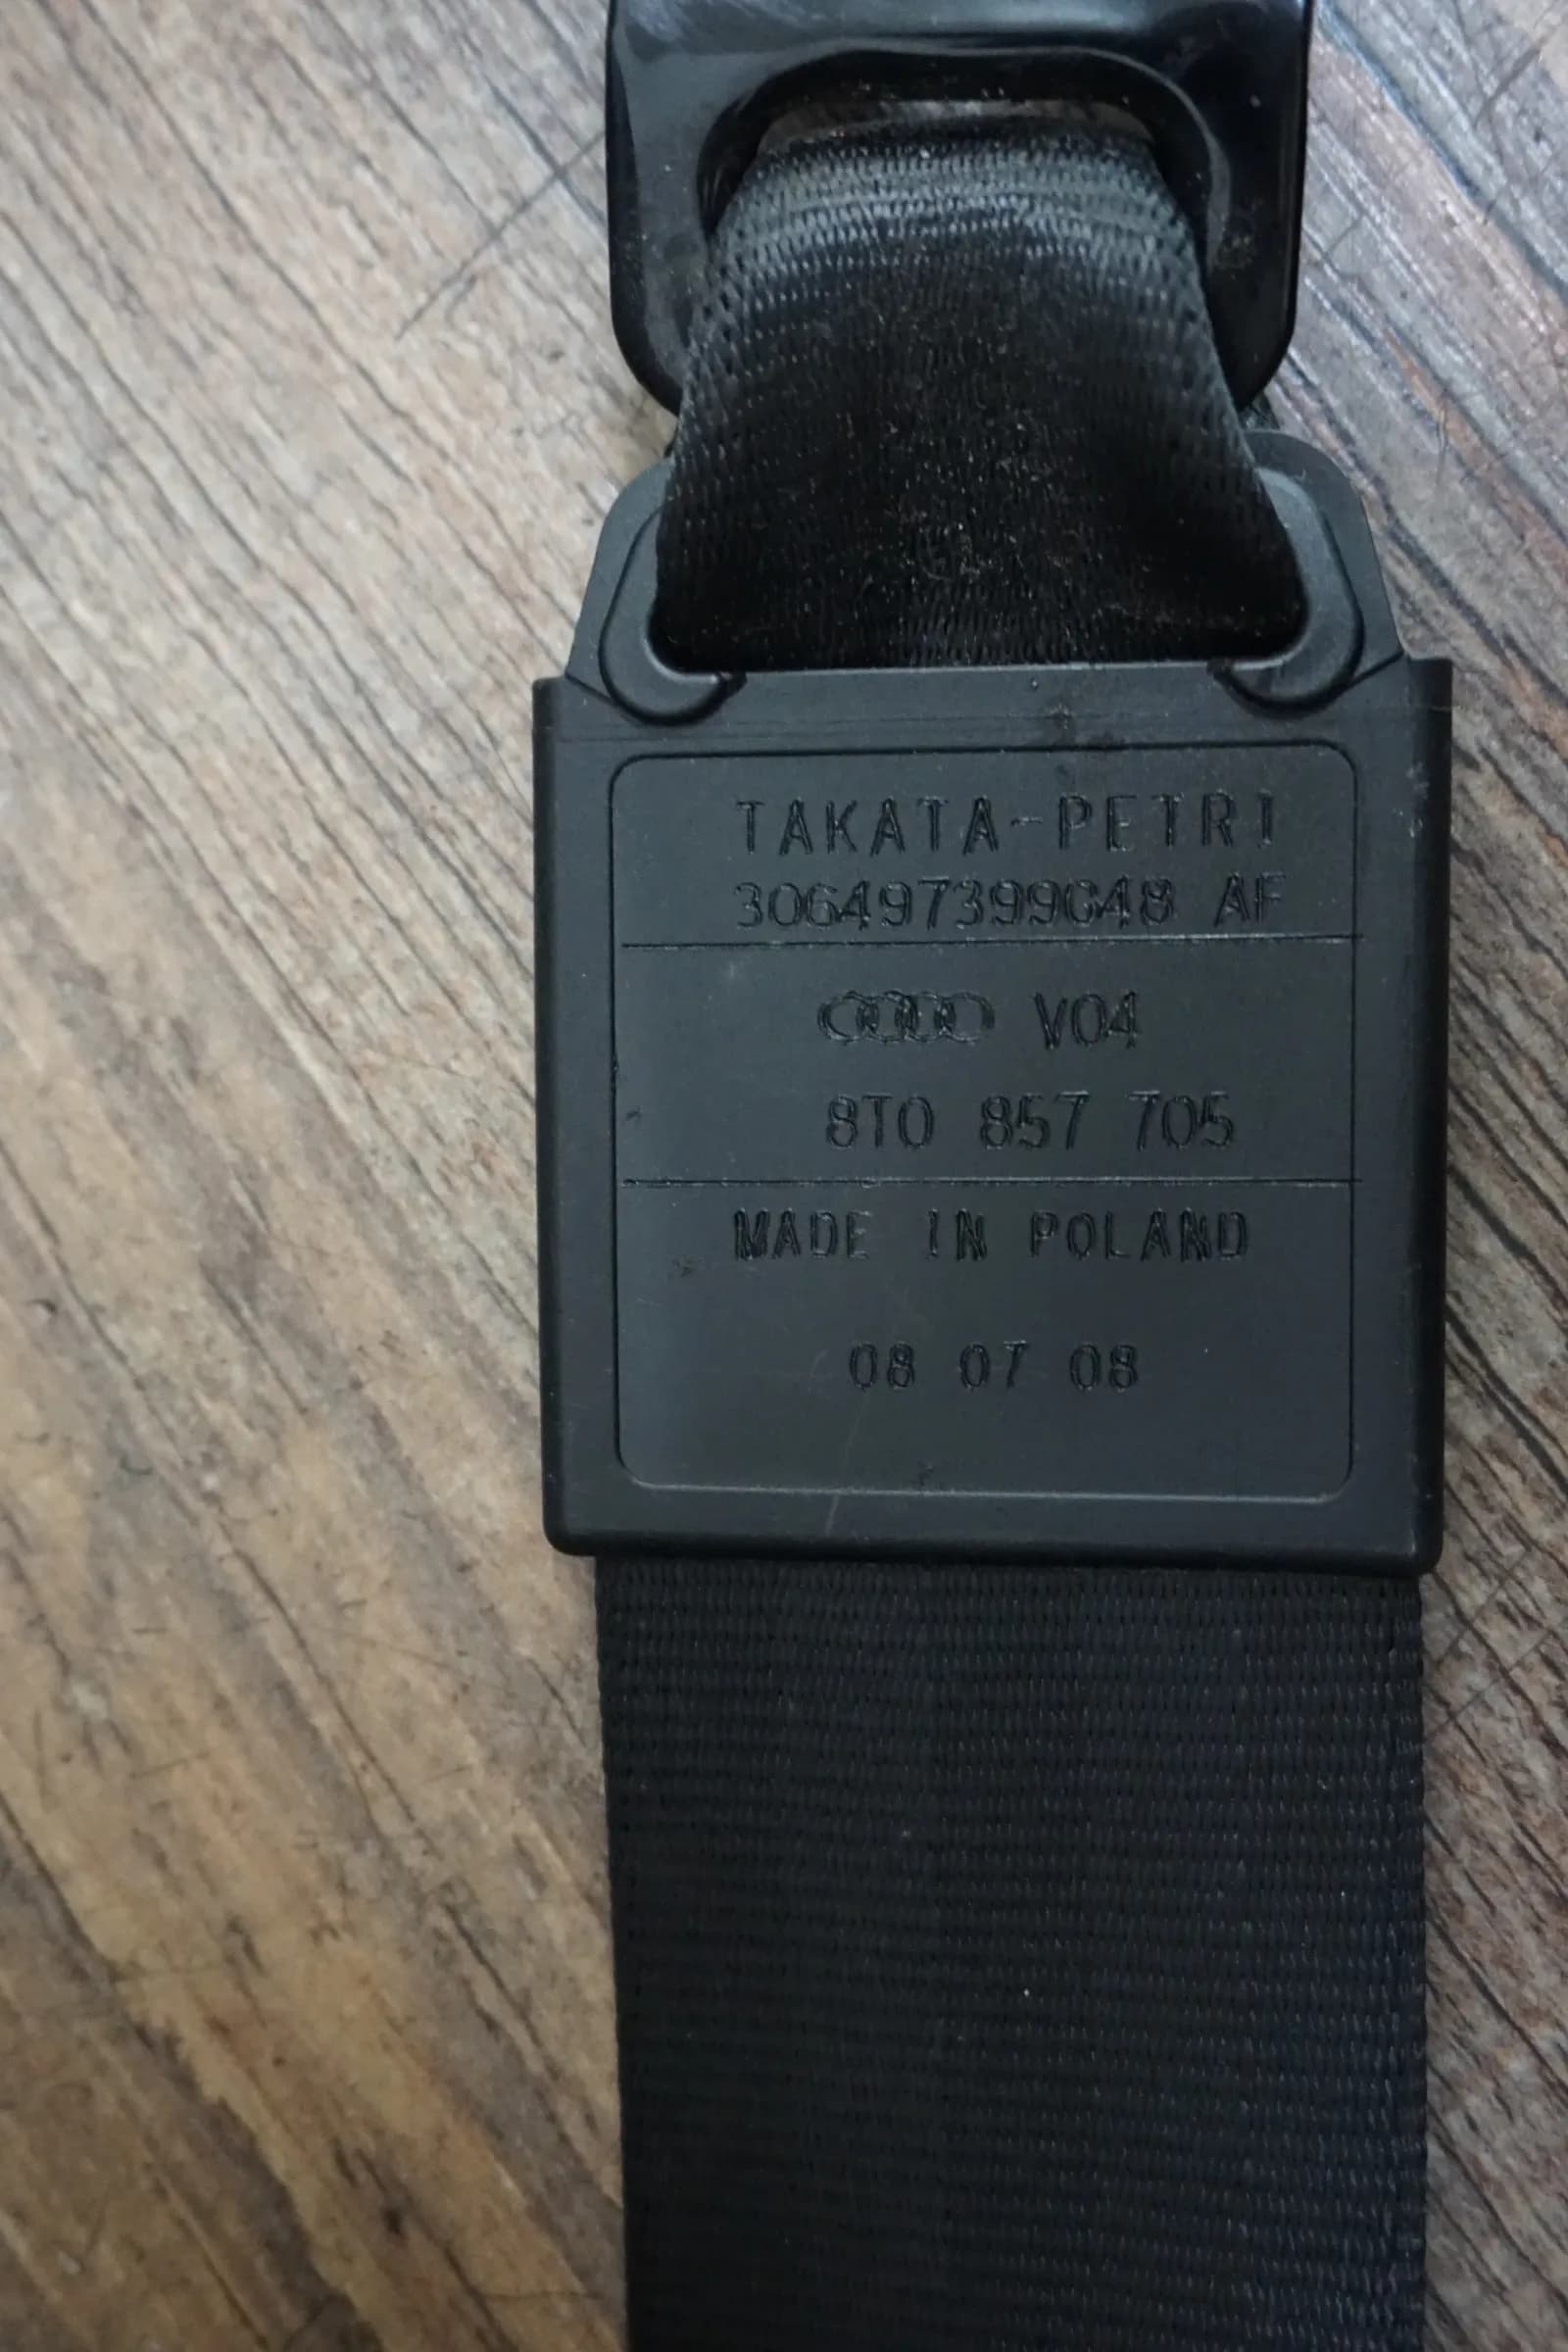 TAKATA-PETRI
306497399C48 AF
V04
8T0 857 705
MADE IN POLAND
08 07 08